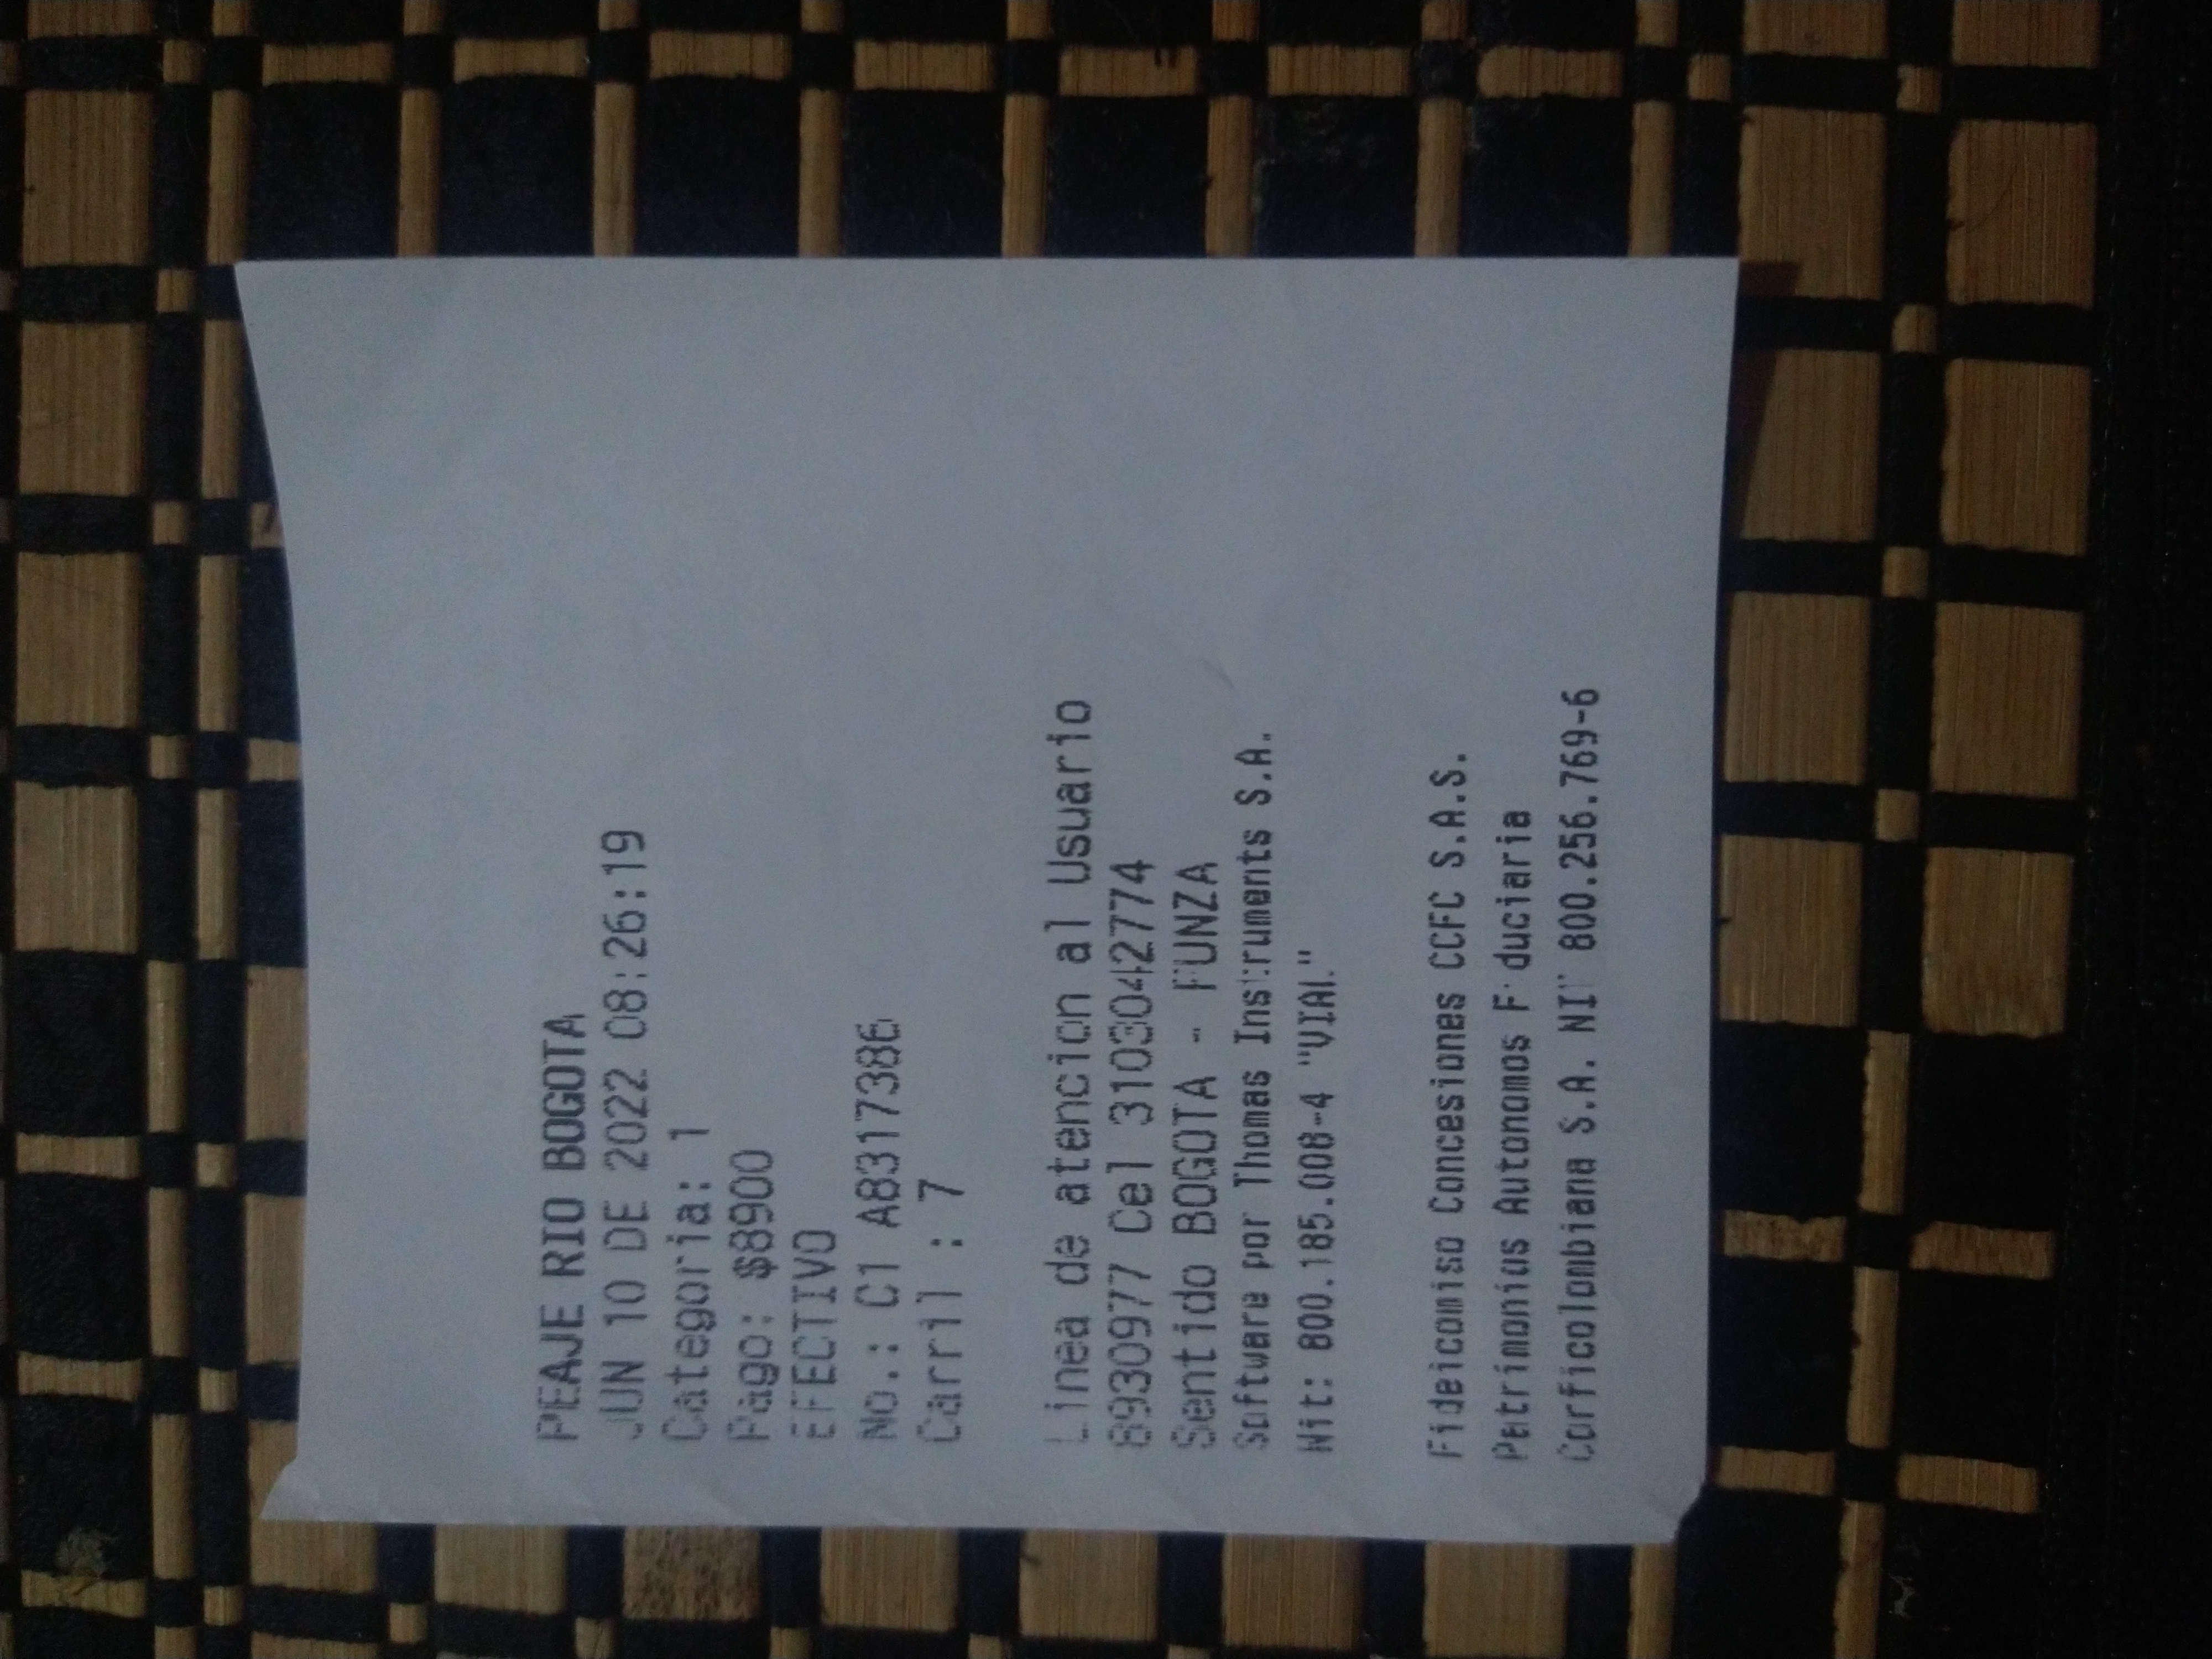 PEAJE RIO BOGOTA
JUN 10 DE 2022 08:26:19
Categoria: 1
Pago: $8900
EFECTIVO
No.: C1 A8317386
Carril : 7
Linea de atencion al Usuario
8930977 Cel 3103042774
Sentido BOGOTA - FUNZA
Software por Thomas Instruments S.A.
Nit: 800.185.008-4 "VIAL"
Fideicomiso Concesiones CCFC S.A.S.
Patrimonios Autonomos Fiduciaria
Corficolombiana S.A. NIT 800.256.769-6